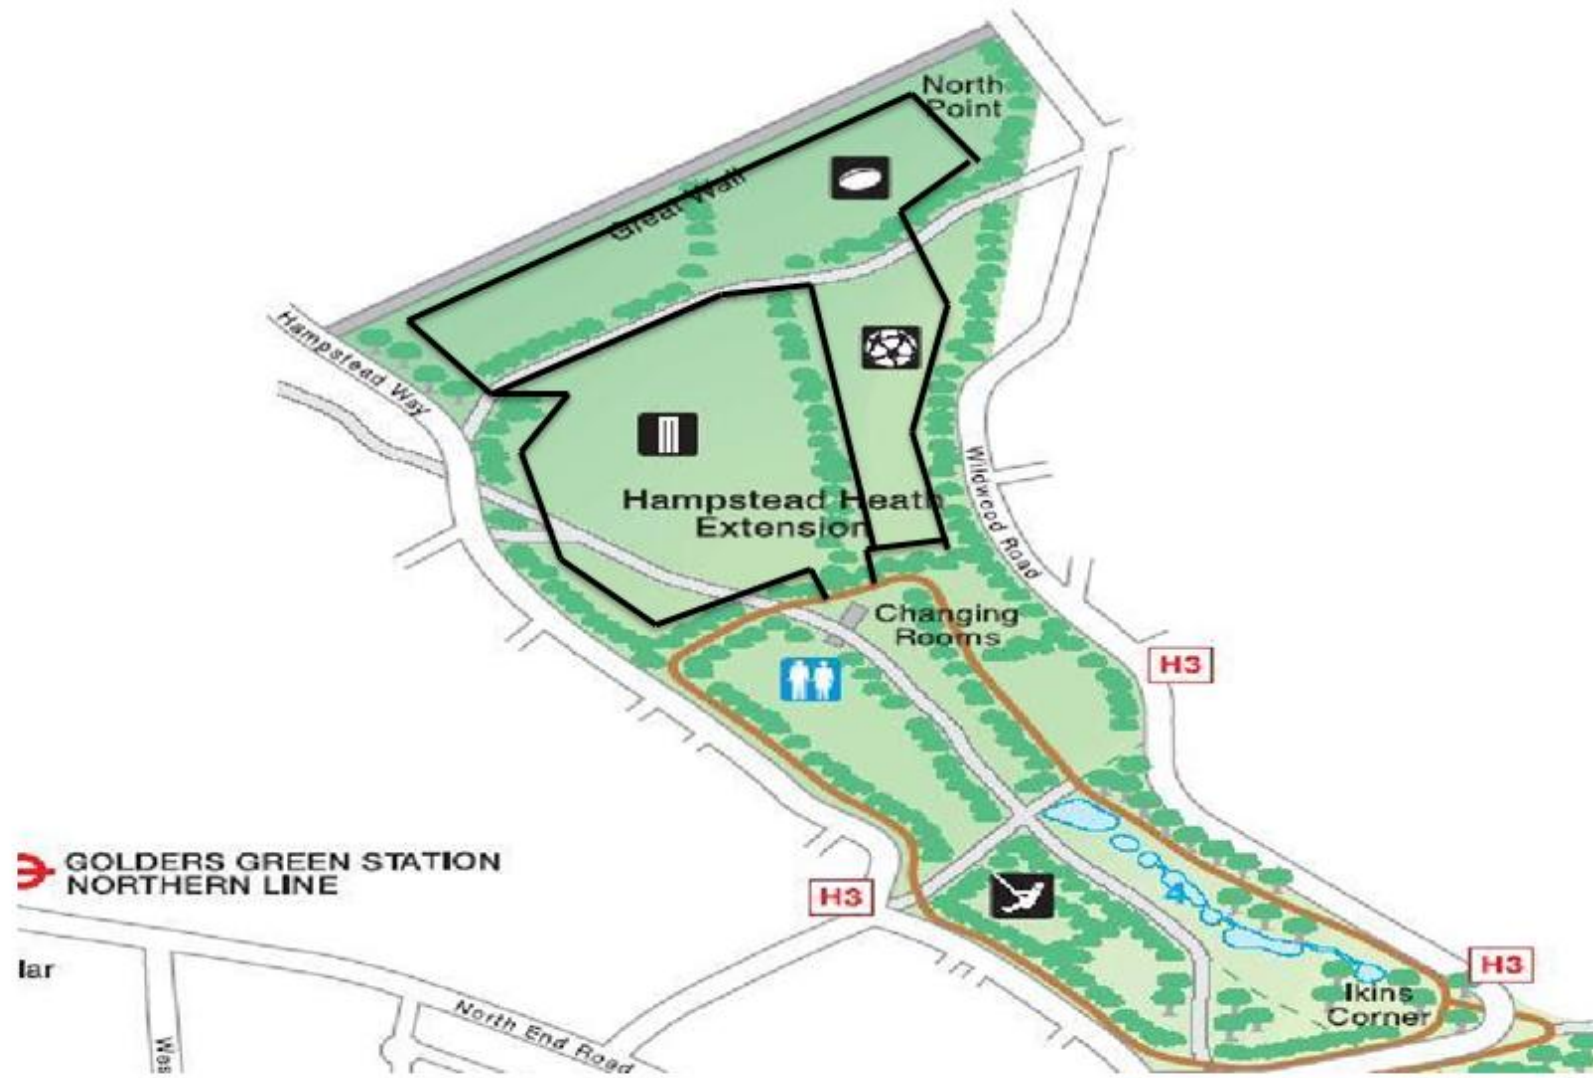 North
Point
Great Wall
Hampstead Way
Hampstead Heath
Extension
Wildwood Road
Changing
Rooms
H3
GOLDERS GREEN STATION
NORTHERN LINE
H3
4
H3
lar
Ikins
Corner
North End Road
Wes